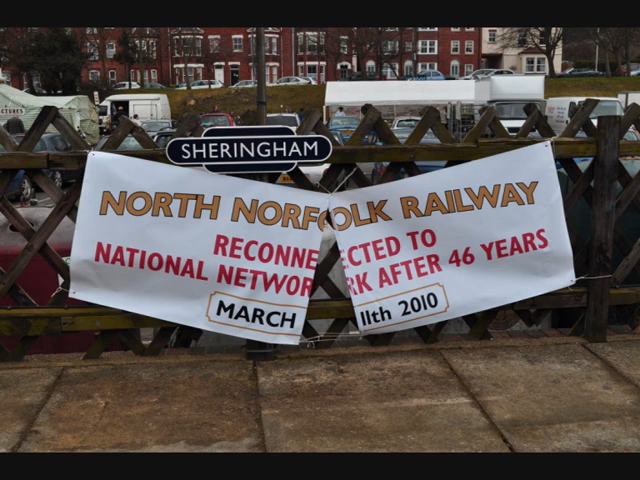 SHERINGHAM
NORTH NORFOLK RAILWAY
RECONNECTED TO
NATIONAL NETWORK AFTER 46 YEARS
MARCH 11th 2010